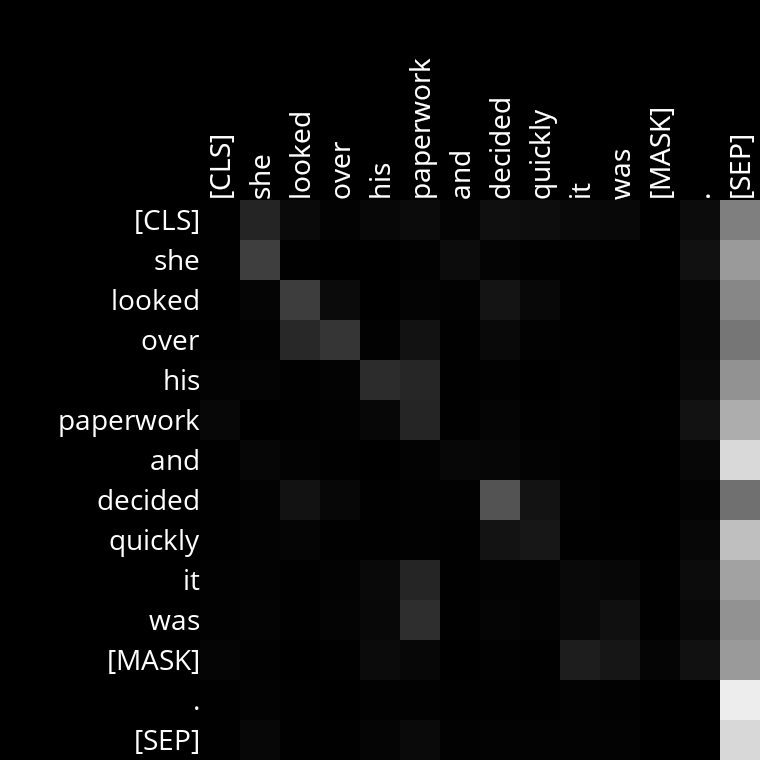 [CLS]
she
looked
over
his
paperwork
and
decided
quickly
it
was
[MASK]
.
[SEP]
[CLS]
she
looked
over
his
paperwork
and
decided
quickly
it
was
[MASK]
.
[SEP]